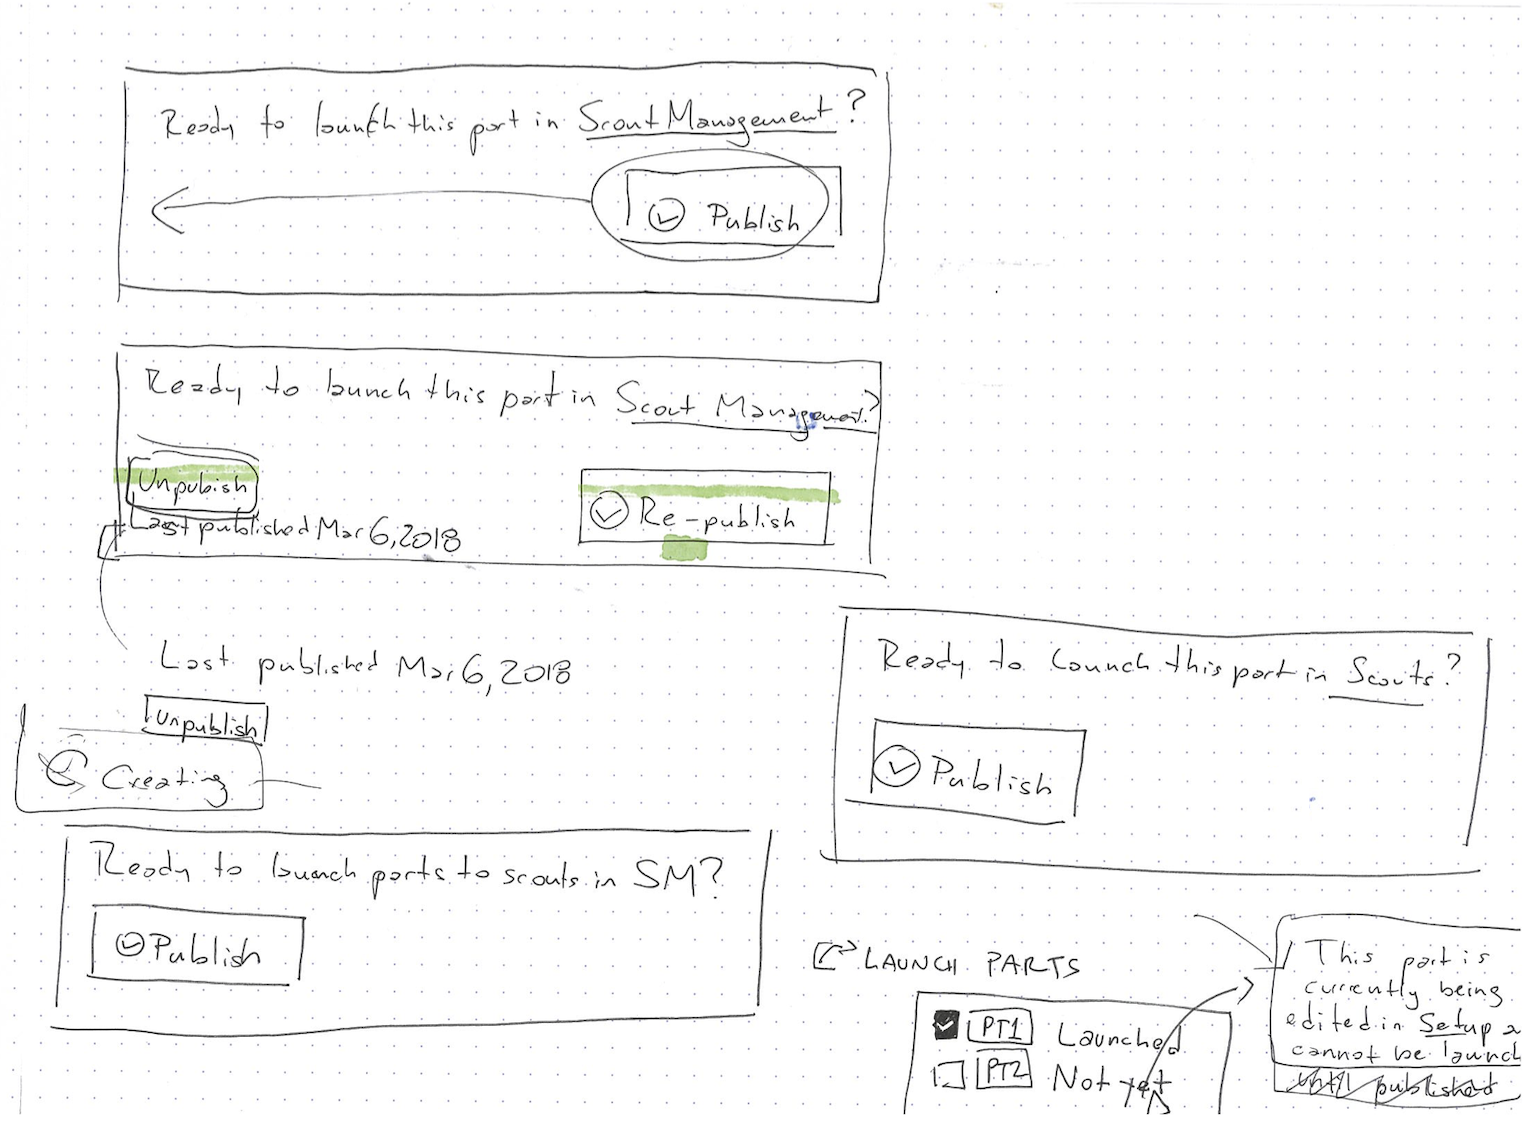 Ready to launch this part in Scout Management?
Publish
Ready to launch this part in Scout Management?
Unpubish
Re-publish
Last published Mar 6, 2018
Last published Mar 6, 2018
Unpublish
Creating
Ready to launch this part in Scouts?
Publish
Ready to launch parts to scouts in SM?
Publish
LAUNCH PARTS
PT1 Launched
PT2 Not yet
This part is
currently being
edited in Setup
cannot be launch
until published